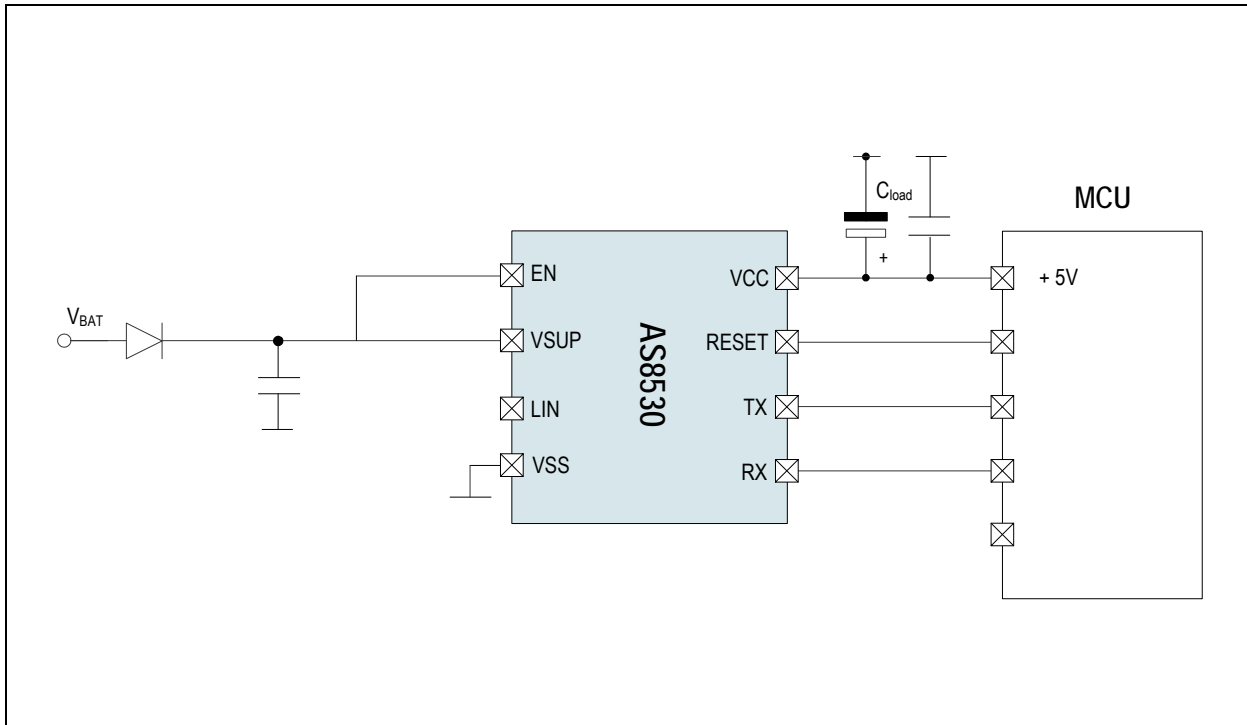 V_BAT
EN
VSUP
LIN
VSS
AS8530
VCC
RESET
TX
RX
C_load
+
MCU
+ 5V